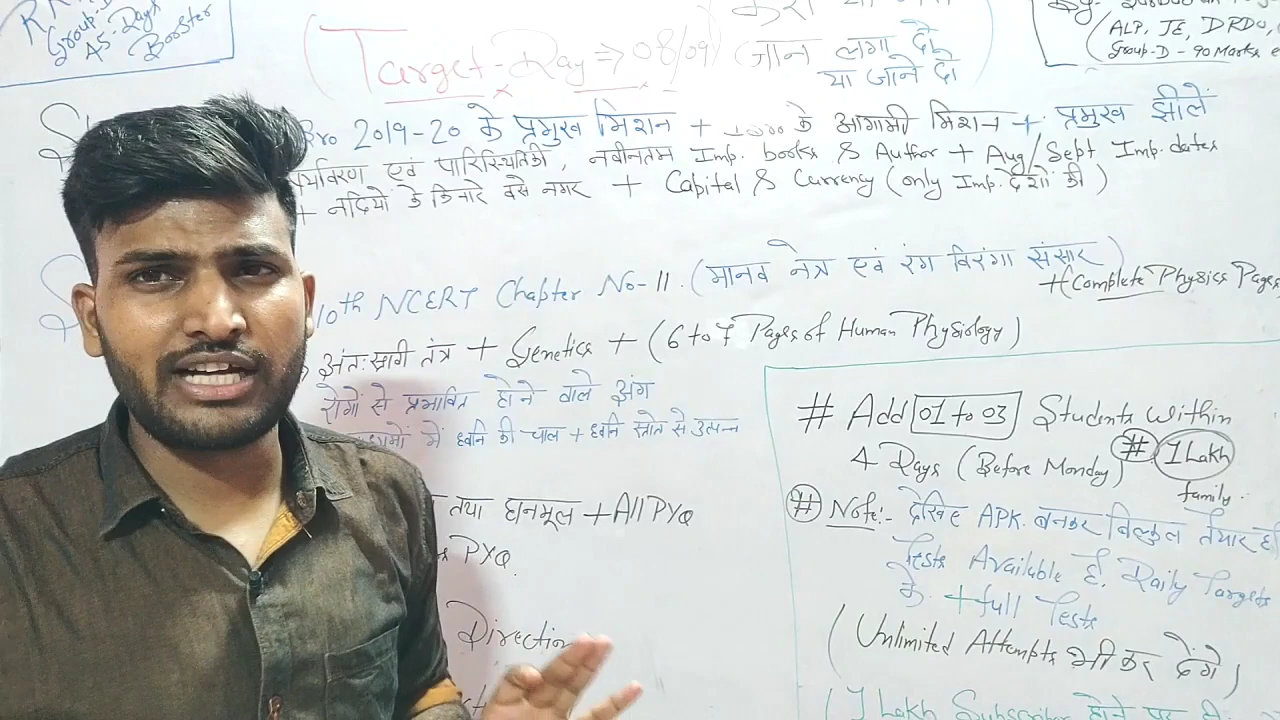 Group-D
45 Days
Booster
ALP, JE, DRDO,
Group-D - 90 Marks
(Target-Day → 08/09) (जान लगा दो
या जाने दो
2019-20 के प्रमुख मिशन + के आगामी मिशन + प्रमुख झीलें
एवं पारिस्थितिकी, नवीनतम Imp. books & Author + Aug/Sept Imp. dates
+ नदियों के किनारे बसे नगर + Capital & Currency (only Imp. देशों की)
10th NCERT Chapter No-11. (मानव नेत्र एवं रंग बिरंगा संसार)
+(Complete Physics Pages
अंतःस्रावी तंत्र + Genetics + (6 to 7 Pages of Human Physiology)
रोगों से प्रभावित होने वाले अंग
में ध्वनि की चाल + ध्वनि स्रोत से उत्पन्न
तथा घनमूल + All PYQ
PYQ
Direction
# Add 01 to 03 Students Within
4 Days (Before Monday) # 1 Lakh
family.
# Note:- देखिए APK. बनकर बिल्कुल तैयार है
Tests Available है. Daily Targets
के. + full Tests
(Unlimited Attempts भी कर देंगे)
(1 Lakh Subscriber होने पर